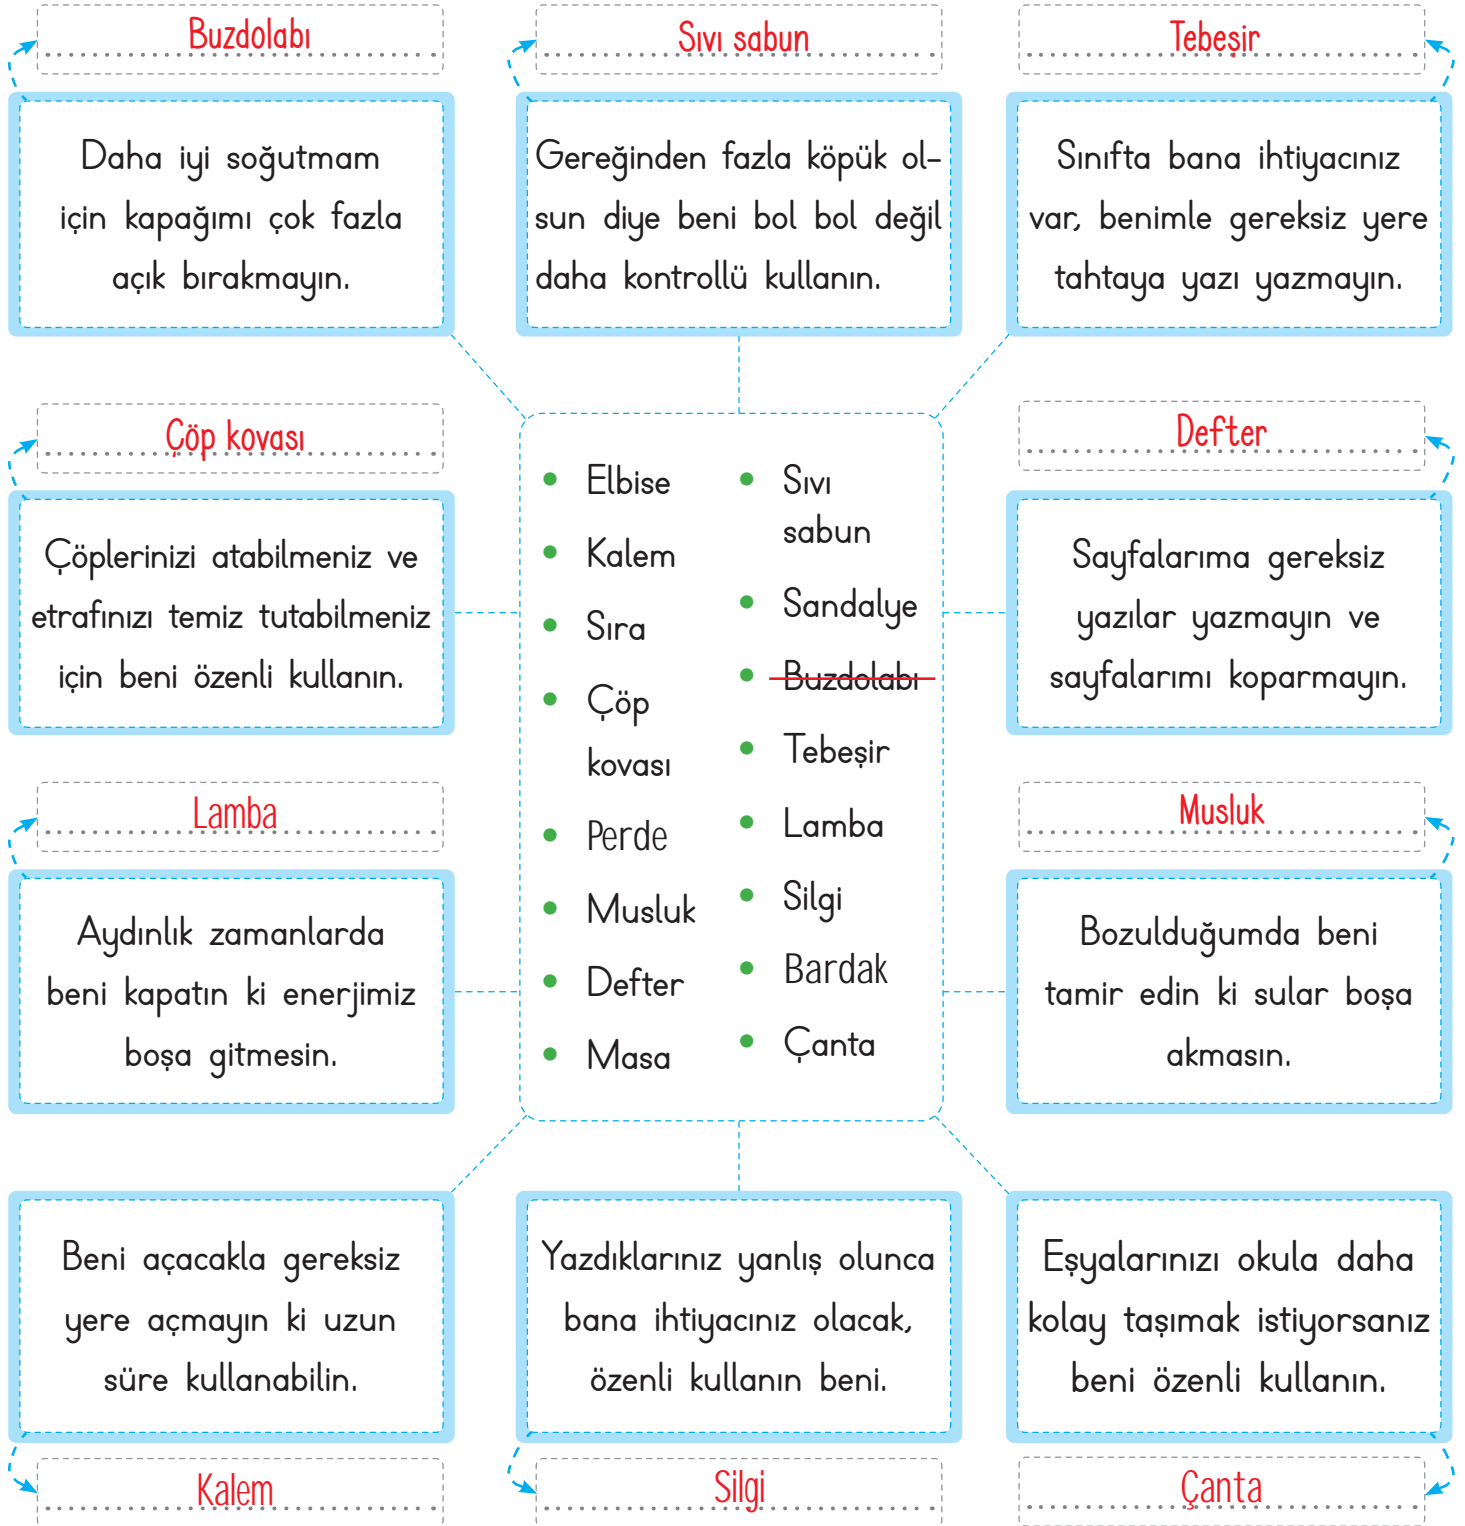 Buzdolabı
Daha iyi soğutmam
için kapağımı çok fazla
açık bırakmayın.
Sıvı sabun
Gereğinden fazla köpük ol-
sun diye beni bol bol değil
daha kontrollü kullanın.
Tebeşir
Sınıfta bana ihtiyacınız
var, benimle gereksiz yere
tahtaya yazı yazmayın.
Çöp kovası
Çöplerinizi atabilmeniz ve
etrafınızı temiz tutabilmeniz
için beni özenli kullanın.
Elbise
Kalem
Sıra
Çöp
kovası
Perde
Musluk
Defter
Masa
Sıvı
sabun
Sandalye
Buzdolabı
Tebeşir
Lamba
Silgi
Bardak
Çanta
Defter
Sayfalarıma gereksiz
yazılar yazmayın ve
sayfalarımı koparmayın.
Lamba
Aydınlık zamanlarda
beni kapatın ki enerjimiz
boşa gitmesin.
Musluk
Bozulduğumda beni
tamir edin ki sular boşa
akmasın.
Beni açacakla gereksiz
yere açmayın ki uzun
süre kullanabilin.
Kalem
Yazdıklarınız yanlış olunca
bana ihtiyacınız olacak,
özenli kullanın beni.
Silgi
Eşyalarınızı okula daha
kolay taşımak istiyorsanız
beni özenli kullanın.
Çanta